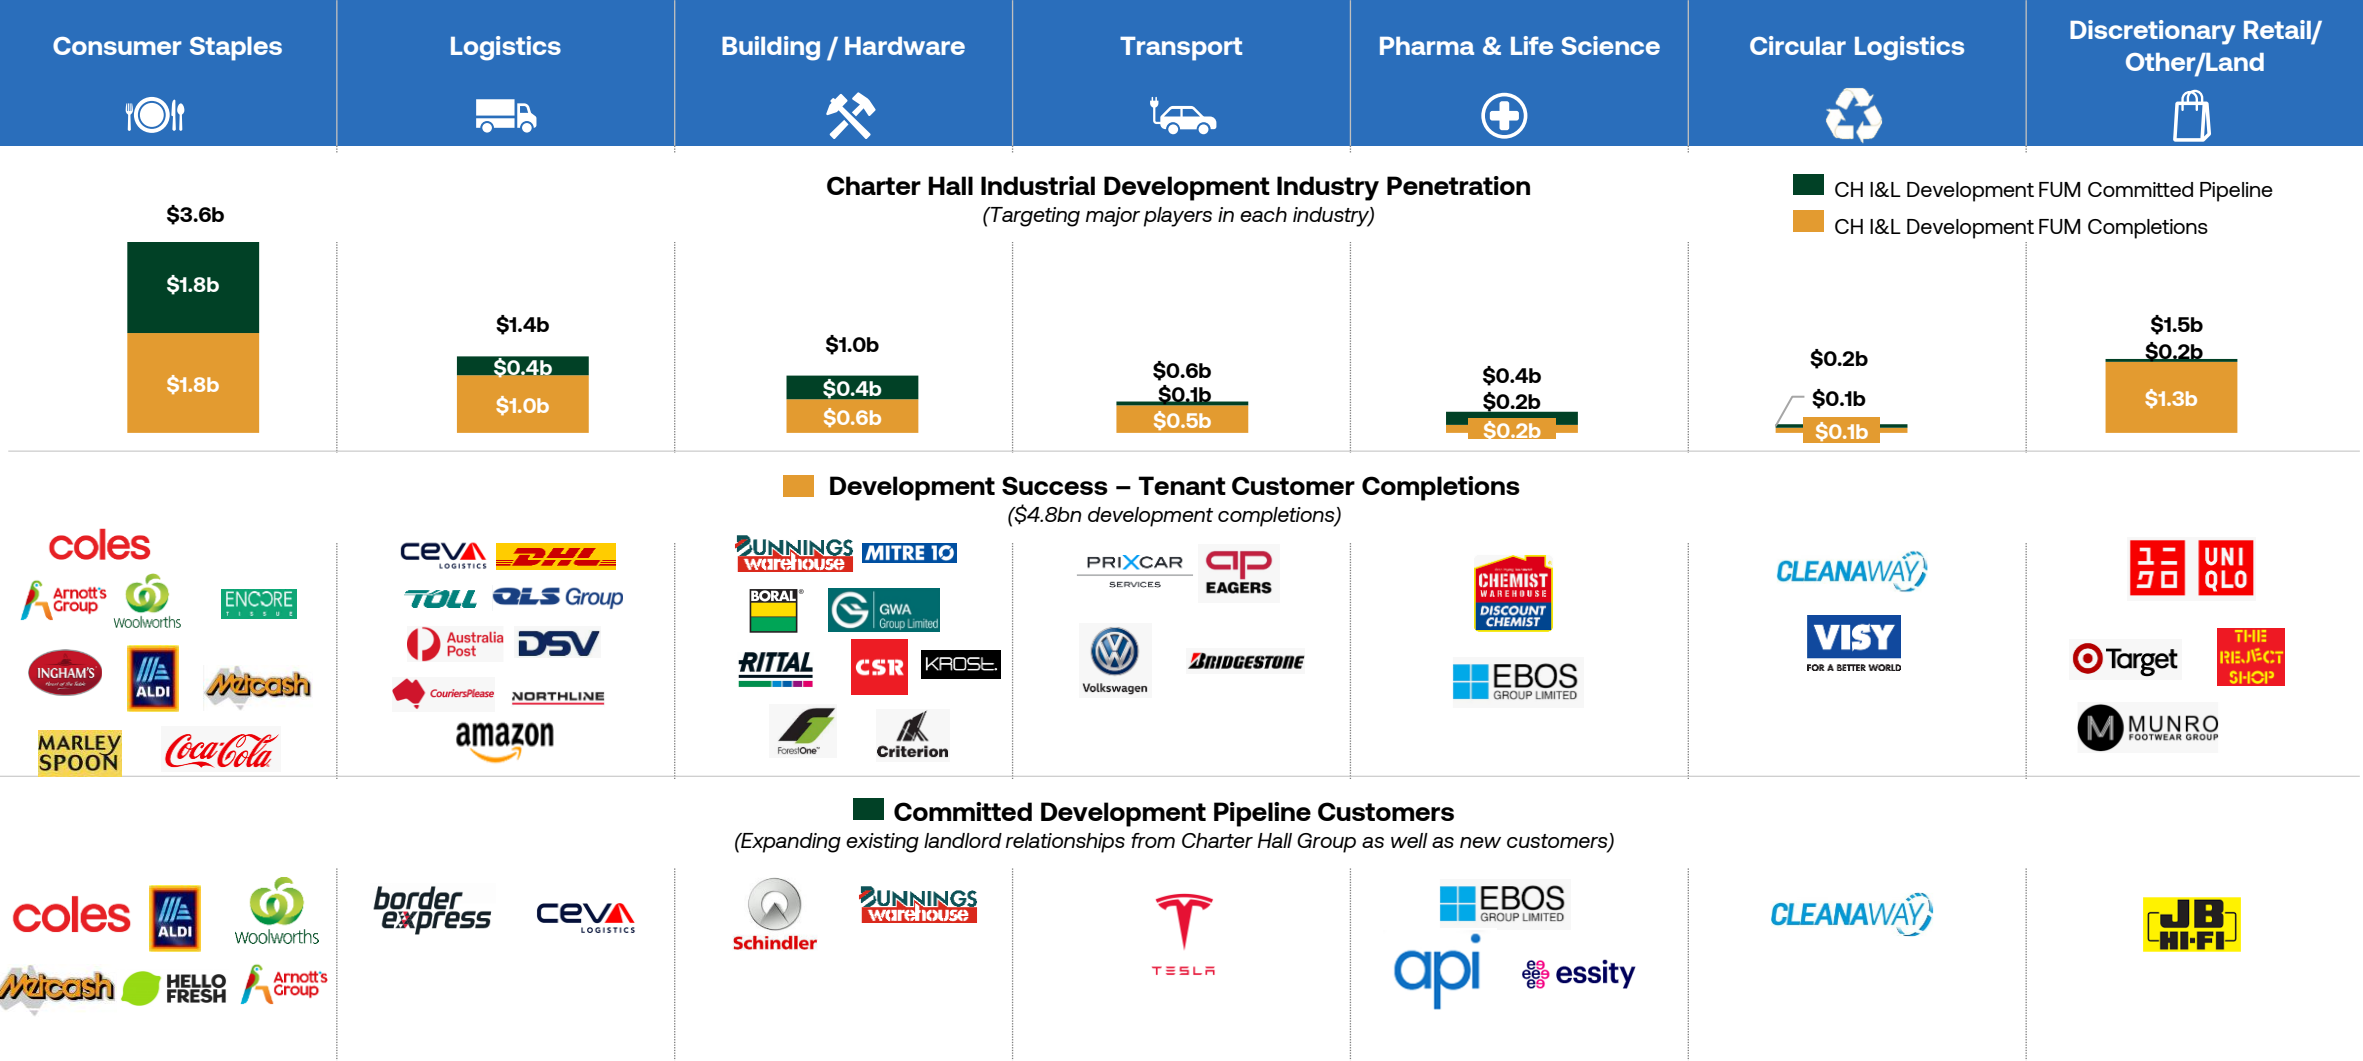 Consumer Staples
Logistics
Building / Hardware
Transport
Pharma & Life Science
Circular Logistics
Discretionary Retail/
Other/Land
Charter Hall Industrial Development Industry Penetration
(Targeting major players in each industry)
CH I&L Development FUM Committed Pipeline
CH I&L Development FUM Completions
$3.6b
$1.8b
$1.8b
$1.4b
$0.4b
$1.0b
$1.0b
$0.4b
$0.6b
$0.6b
$0.1b
$0.5b
$0.4b
$0.2b
$0.2b
$0.2b
$0.1b
$0.1b
$1.5b
$0.2b
$1.3b
Development Success – Tenant Customer Completions
($4.8bn development completions)
coles
Arnott's
Group
Woolworths
ENCORE
TISSUE
INGHAM'S
ALDI
Metcash
MARLEY
SPOON
Coca-Cola
CEVA
LOGISTICS
DHL
TOLL
QLS Group
Australia
Post
DSV
CouriersPlease
NORTHLINE
amazon
BUNNINGS
warehouse
MITRE 10
BORAL®
GWA
Group Limited
RITTAL
CSR
KROST.
ForestOne™
Criterion
PRIXCAR
SERVICES
ap
EAGERS
Volkswagen
BRIDGESTONE
CHEMIST
WAREHOUSE
DISCOUNT
CHEMIST
EBOS
GROUP LIMITED
CLEANAWAY
VISY
FOR A BETTER WORLD
ユニ
クロ
UNI
QLO
Target
THE
REJECT
SHOP
M MUNRO
FOOTWEAR GROUP
Committed Development Pipeline Customers
(Expanding existing landlord relationships from Charter Hall Group as well as new customers)
coles
ALDI
Woolworths
Metcash
HELLO
FRESH
Arnott's
Group
border
express
CEVA
LOGISTICS
Schindler
BUNNINGS
warehouse
TESLA
EBOS
GROUP LIMITED
api
essity
CLEANAWAY
JB
HI-FI